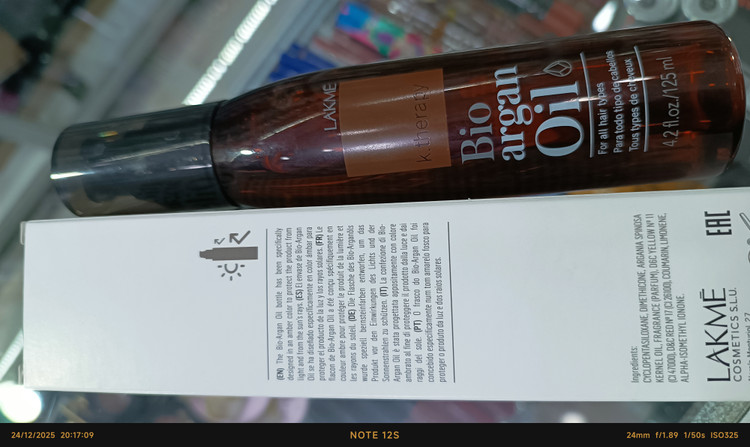 LAKMĒ
k.therapy
Bio
argan
Oil
For all hair types
Para todo tipo de cabellos
Tous types de cheveux
4.2 fl.oz./125 ml
(EN) The Bio-Argan Oil bottle has been specifically
designed in an amber color to protect the product from
light and from the sun's rays. (ES) El envase de Bio-Argan
Oil se ha diseñado específicamente en color ámbar para
proteger el producto de la luz y los rayos solares. (FR) Le
flacon de Bio-Argan Oil a été conçu spécifiquement en
couleur ambre pour protéger le produit de la lumière et
les rayons du soleil. (DE) Die Flasche des Bio-Arganöls
wurde speziell bernsteinfarben entworfen, um das
Produkt vor den Einwirkungen des Lichts und der
Sonnenstrahlen zu schützen. (IT) La confezione di Bio-
Argan Oil è stata progettata appositamente con colore
ambrato al fine di proteggere il prodotto dalla luce e dai
raggi del sole. (PT) O frasco do Bio-Argan Oil foi
concebido especificamente num tom amarelo fosco para
proteger o produto da luz e dos raios solares.
Ingredients:
CYCLOPENTASILOXANE, DIMETHICONE, ARGANIA SPINOSA
KERNEL OIL, FRAGRANCE (PARFUM), D&C YELLOW Nº 11
(CI 47000), D&C RED Nº 17 (CI 26100), COUMARIN, LIMONENE,
ALPHA-ISOMETHYL IONONE.
EAC
LAKMĒ
COSMETICS S.L.U.
24/12/2025 20:17:09
NOTE 12S
24mm f/1.89 1/50s ISO325